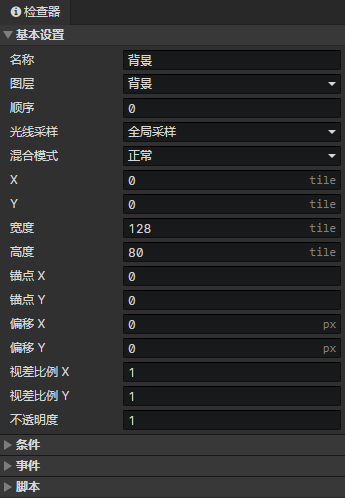 检查器
基本设置
名称 背景
图层 背景
顺序 0
光线采样 全局采样
混合模式 正常
X 0 tile
Y 0 tile
宽度 128 tile
高度 80 tile
锚点 X 0
锚点 Y 0
偏移 X 0 px
偏移 Y 0 px
视差比例 X 1
视差比例 Y 1
不透明度 1
条件
事件
脚本